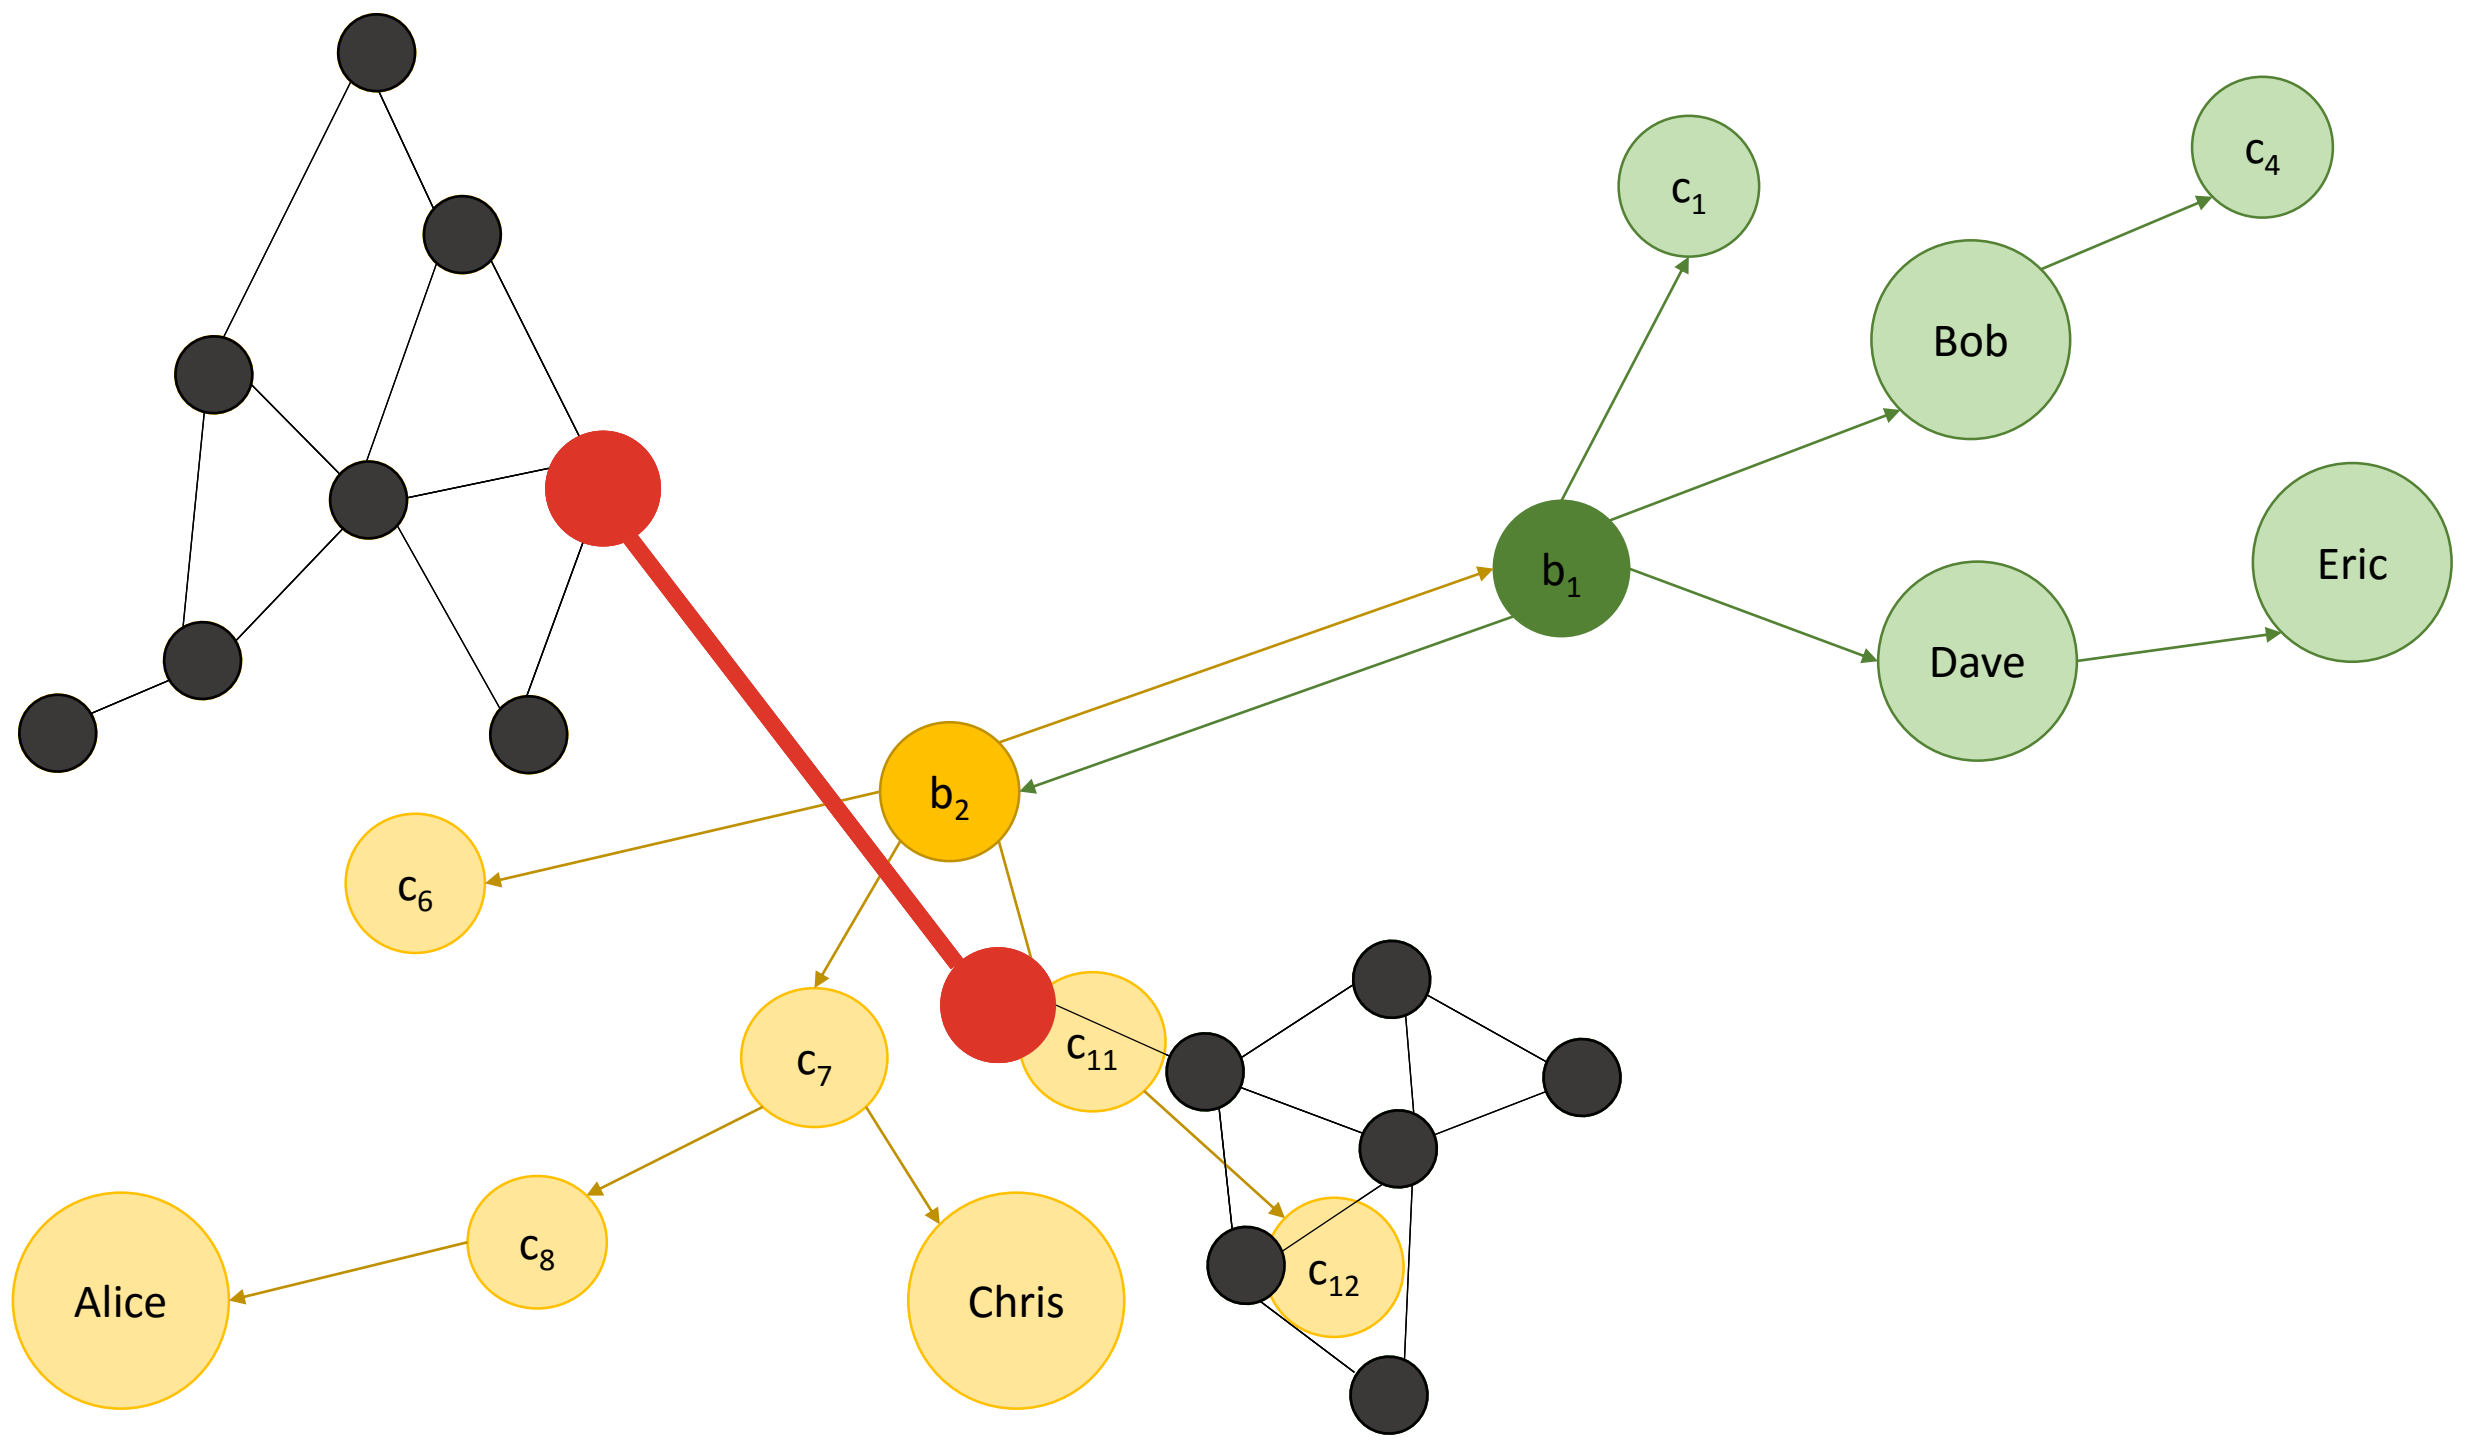 c₄
c₁
Bob
Eric
b₁
Dave
b₂
c₆
c₁₁
c₇
c₈
c₁₂
Alice
Chris